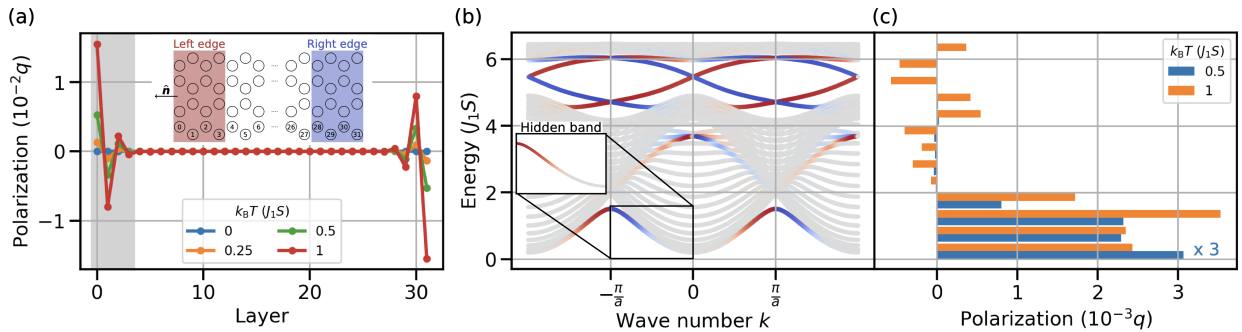 (a)
Polarization (10⁻²q)
1
0
−1
0
10
20
30
Layer
Left edge
Right edge
n̂
0
1
2
3
4
5
6
26
27
28
29
30
31
k_BT (J₁S)
0
0.25
0.5
1
(b)
Energy (J₁S)
6
4
2
0
Hidden band
−π/a
0
π/a
Wave number k
(c)
k_BT (J₁S)
0.5
1
x 3
0
1
2
3
Polarization (10⁻³q)